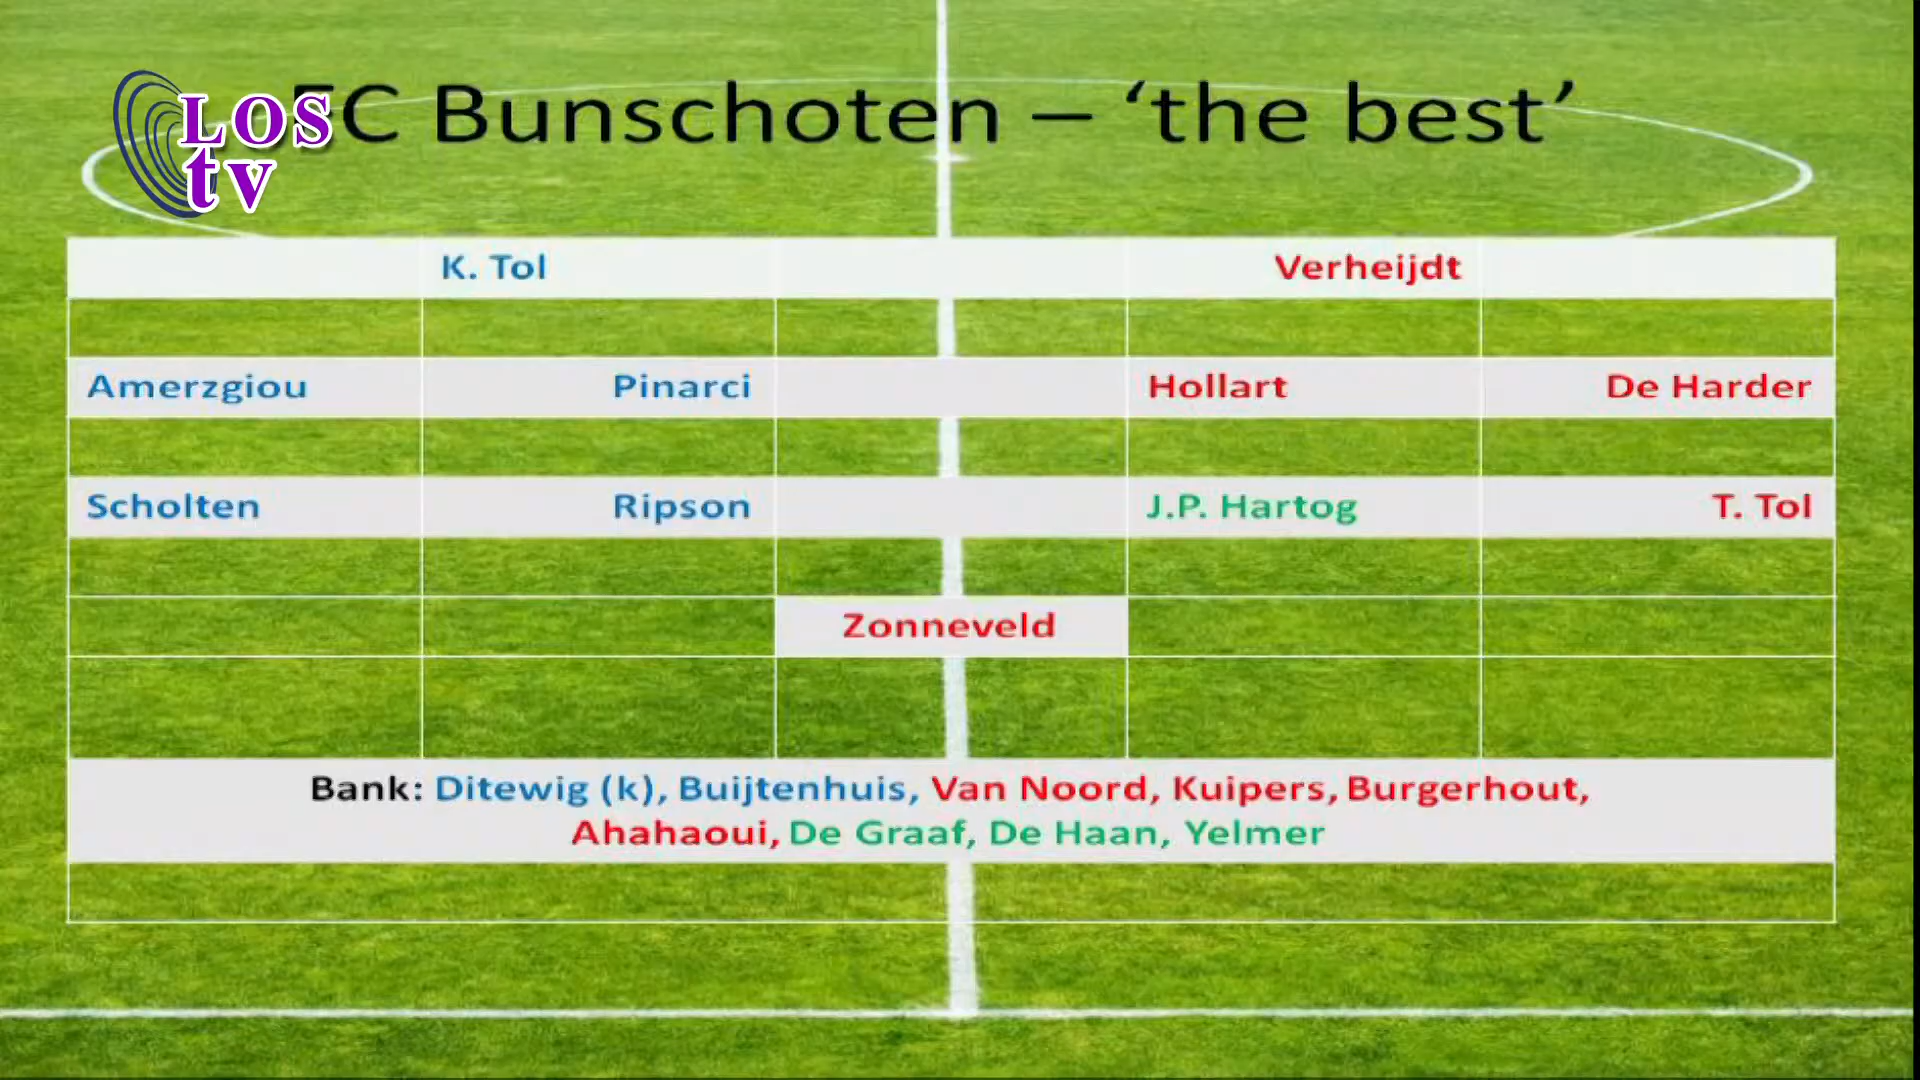 LOS
tv
FC Bunschoten – ‘the best’
K. Tol Verheijdt
Amerzgiou Pinarci Hollart De Harder
Scholten Ripson J.P. Hartog T. Tol
Zonneveld
Bank: Ditewig (k), Buijtenhuis, Van Noord, Kuipers, Burgerhout,
Ahahaoui, De Graaf, De Haan, Yelmer